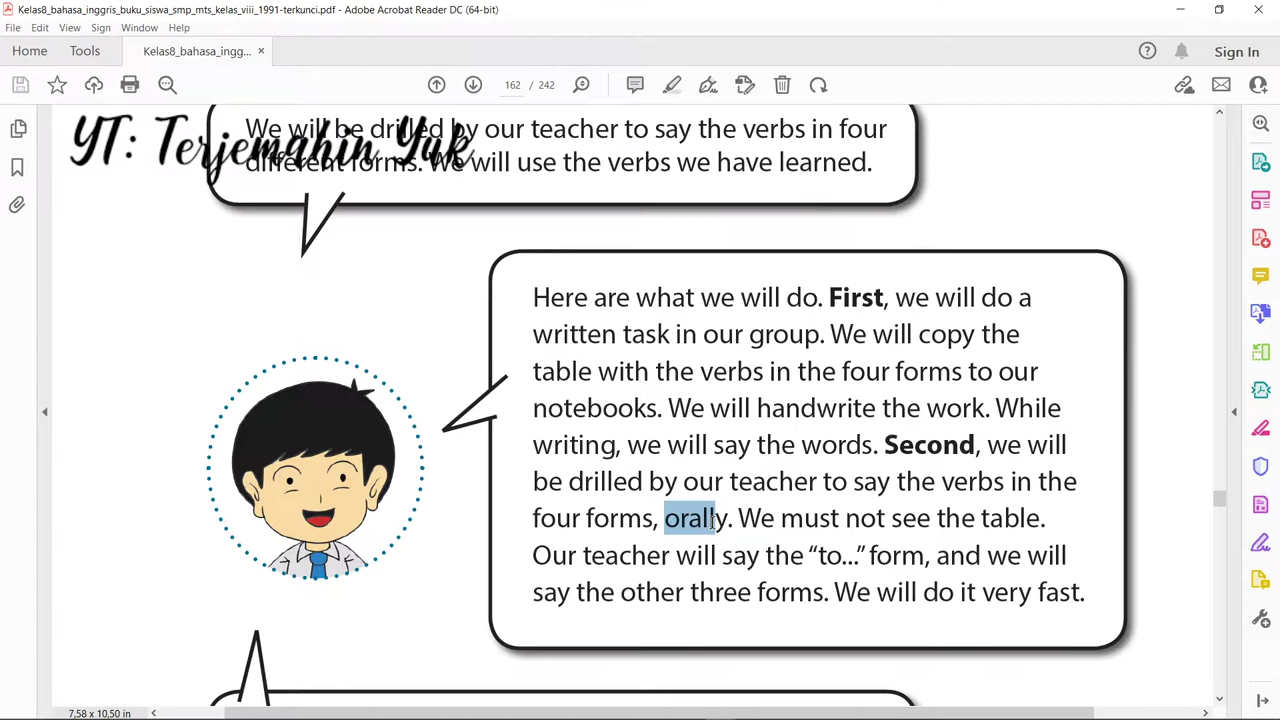 Kelas8_bahasa_inggris_buku_siswa_smp_mts_kelas_viii_1991-terkunci.pdf - Adobe Acrobat Reader DC (64-bit)
File Edit View Sign Window Help
Home Tools Kelas8_bahasa_ingg... × Sign In
162 / 242
YT: Terjemahin Yuk
We will be drilled by our teacher to say the verbs in four
different forms. We will use the verbs we have learned.
Here are what we will do. First, we will do a
written task in our group. We will copy the
table with the verbs in the four forms to our
notebooks. We will handwrite the work. While
writing, we will say the words. Second, we will
be drilled by our teacher to say the verbs in the
four forms, orally. We must not see the table.
Our teacher will say the “to...” form, and we will
say the other three forms. We will do it very fast.
7,58 x 10,50 in